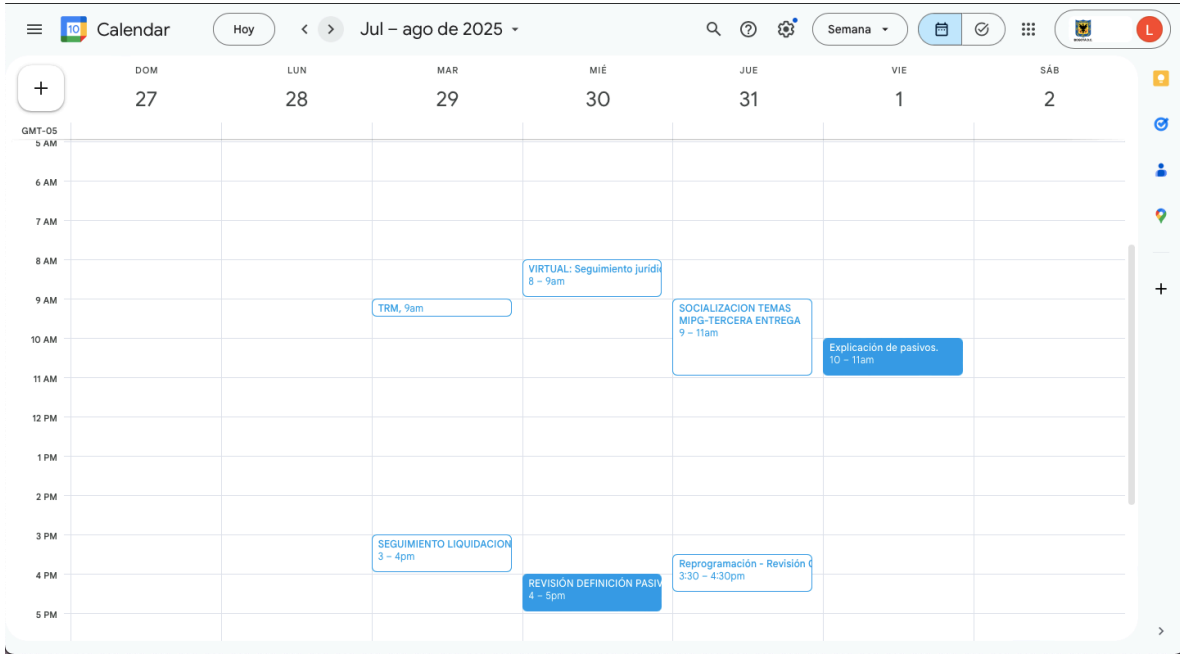 10 Calendar
Hoy
Jul – ago de 2025
Semana
L
DOM LUN MAR MIÉ JUE VIE SÁB
27 28 29 30 31 1 2
GMT-05
5 AM
6 AM
7 AM
8 AM
VIRTUAL: Seguimiento
8 – 9am
9 AM
TRM, 9am
SOCIALIZACION TEMAS
MIPG-TERCERA ENTREGA
9 – 11am
10 AM
Explicación de pasivos.
10 – 11am
11 AM
12 PM
1 PM
2 PM
3 PM
SEGUIMIENTO LIQUIDACION
3 – 4pm
Reprogramación - Revisión
3:30 – 4:30pm
4 PM
REVISIÓN DEFINICIÓN PASIV
4 – 5pm
5 PM